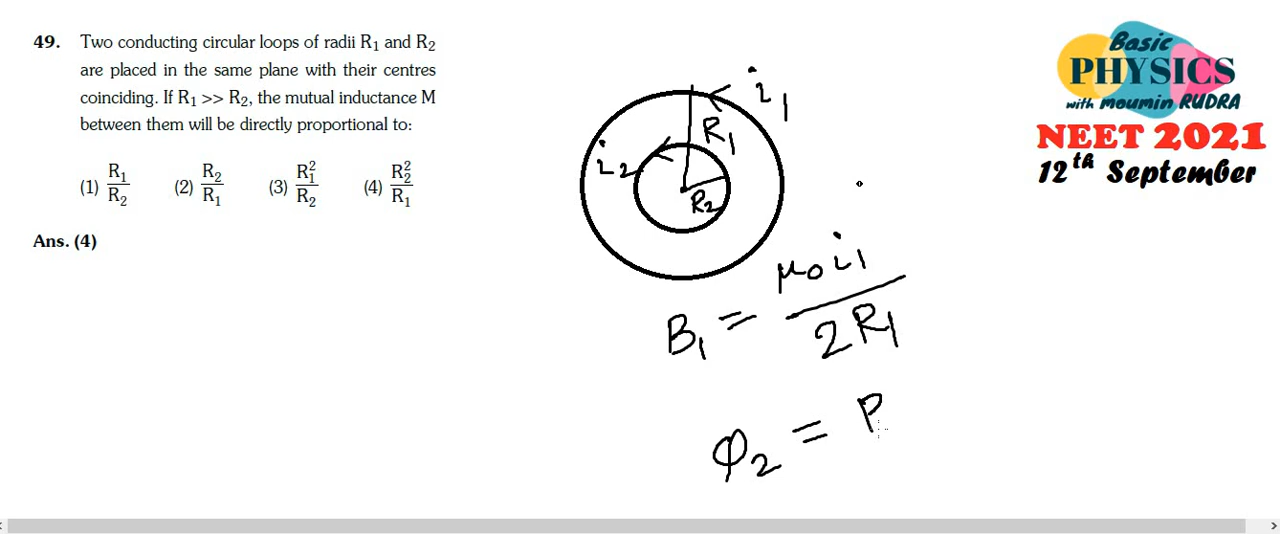 49. Two conducting circular loops of radii R₁ and R₂
are placed in the same plane with their centres
coinciding. If R₁ >> R₂, the mutual inductance M
between them will be directly proportional to:
(1) R₁/R₂ (2) R₂/R₁ (3) R₁²/R₂ (4) R₂²/R₁
Ans. (4)
i₁
R₁
i₂
R₂
B₁ = μ₀i₁/2R₁
φ₂ = P
Basic
PHYSICS
with moumin RUDRA
NEET 2021
12th September